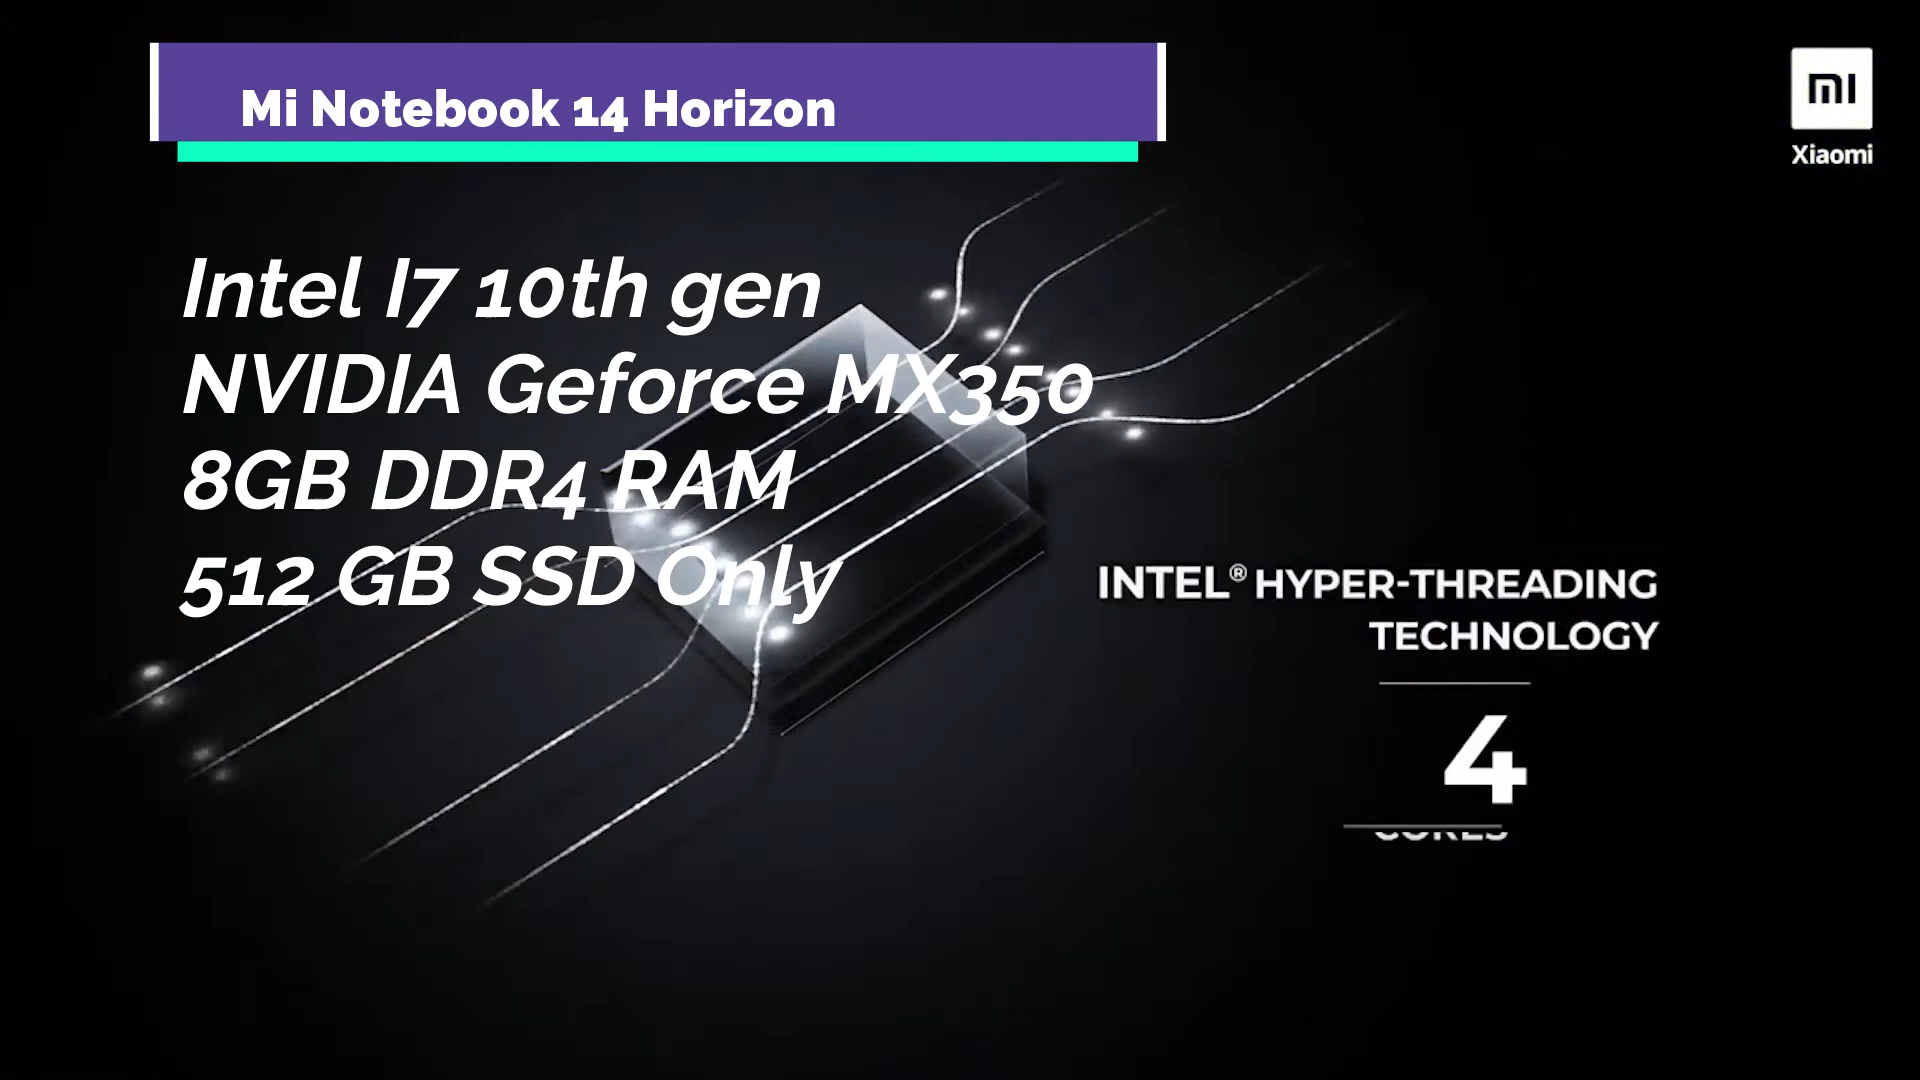 Mi Notebook 14 Horizon
mi
Xiaomi
Intel I7 10th gen
NVIDIA Geforce MX350
8GB DDR4 RAM
512 GB SSD Only
INTEL® HYPER-THREADING
TECHNOLOGY
4
CORES